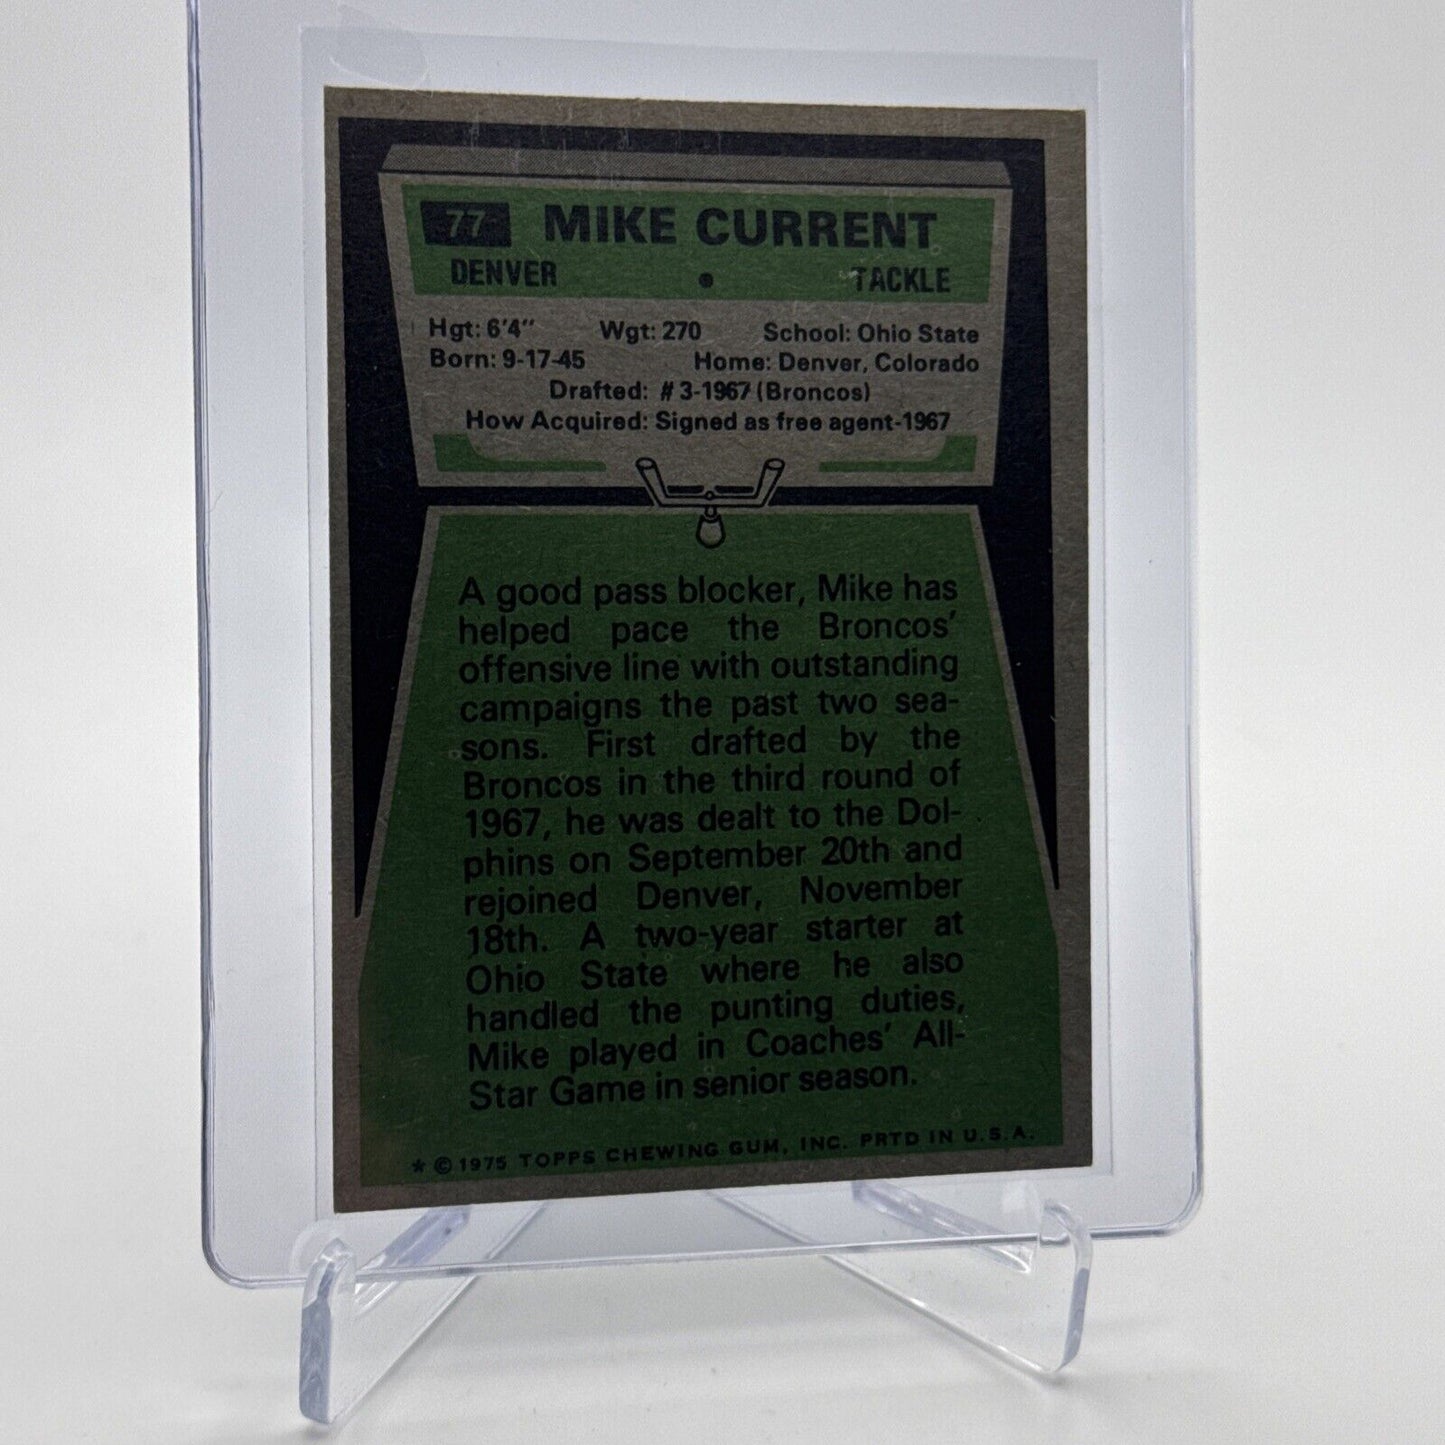 77 MIKE CURRENT
DENVER • TACKLE
Hgt: 6'4" Wgt: 270 School: Ohio State
Born: 9-17-45 Home: Denver, Colorado
Drafted: #3-1967 (Broncos)
How Acquired: Signed as free agent-1967
A good pass blocker, Mike has
helped pace the Broncos'
offensive line with outstanding
campaigns the past two sea-
sons. First drafted by the
Broncos in the third round of
1967, he was dealt to the Dol-
phins on September 20th and
rejoined Denver, November
18th. A two-year starter at
Ohio State where he also
handled the punting duties,
Mike played in Coaches' All-
Star Game in senior season.
* © 1975 TOPPS CHEWING GUM, INC. PRTD IN U.S.A.